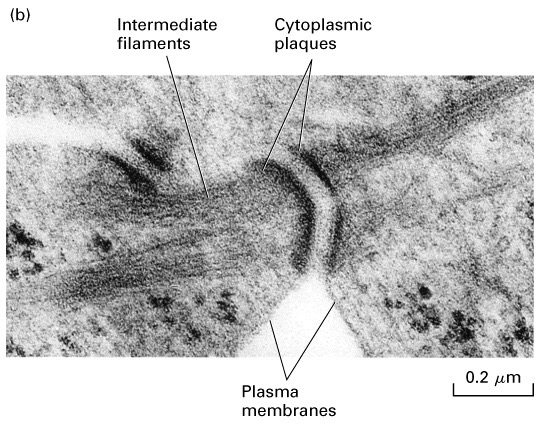 (b)
Intermediate
filaments
Cytoplasmic
plaques
Plasma
membranes
0.2 μm